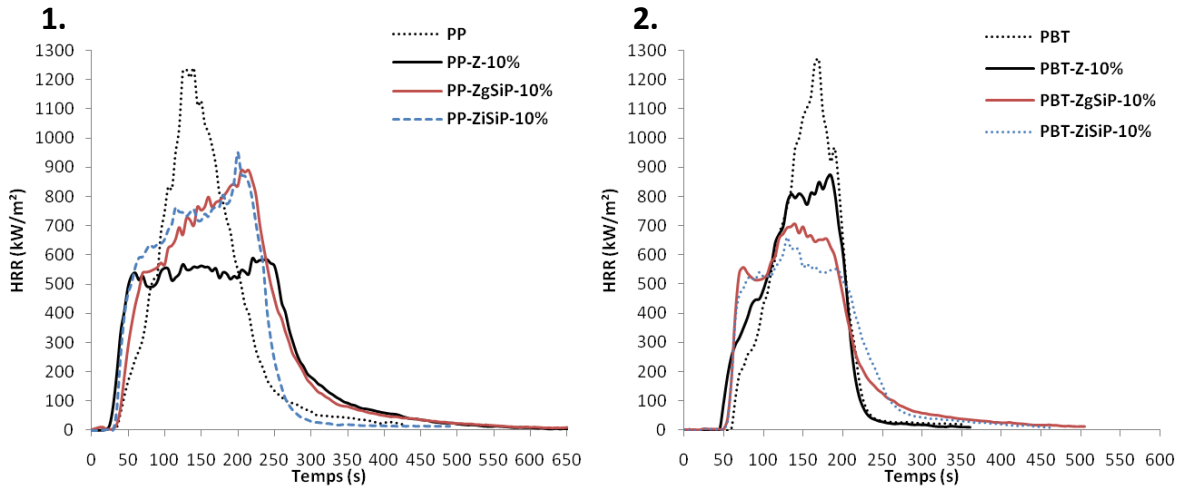 1.
PP
PP-Z-10%
PP-ZgSiP-10%
PP-ZiSiP-10%
HRR (kW/m²)
1300
1200
1100
1000
900
800
700
600
500
400
300
200
100
0
0 50 100 150 200 250 300 350 400 450 500 550 600 650
Temps (s)
2.
PBT
PBT-Z-10%
PBT-ZgSiP-10%
PBT-ZiSiP-10%
HRR (kW/m²)
1300
1200
1100
1000
900
800
700
600
500
400
300
200
100
0
0 50 100 150 200 250 300 350 400 450 500 550 600
Temps (s)